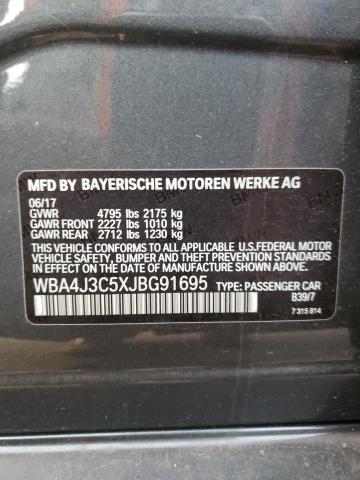 MFD BY BAYERISCHE MOTOREN WERKE AG
06/17
GVWR 4795 lbs 2175 kg
GAWR FRONT 2227 lbs 1010 kg
GAWR REAR 2712 lbs 1230 kg
THIS VEHICLE CONFORMS TO ALL APPLICABLE
U.S.FEDERAL MOTOR VEHICLE SAFETY, BUMPER AND THEFT PREVENTION
STANDARDS IN EFFECT ON THE DATE OF
MANUFACTURE SHOWN ABOVE.
WBA4J3C5XJBG91695 TYPE: PASSENGER CAR
B39/7
7 315 814